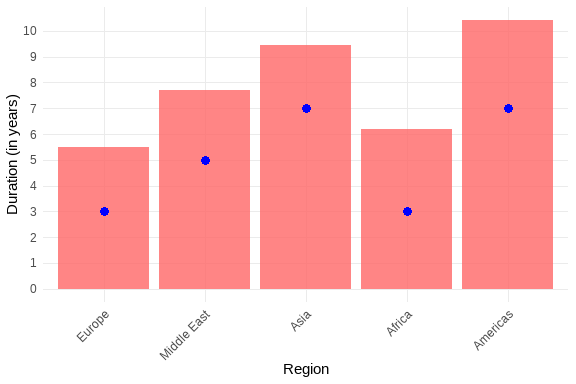 Duration (in years)
10
9
8
7
6
5
4
3
2
1
0
Europe
Middle East
Asia
Africa
Americas
Region